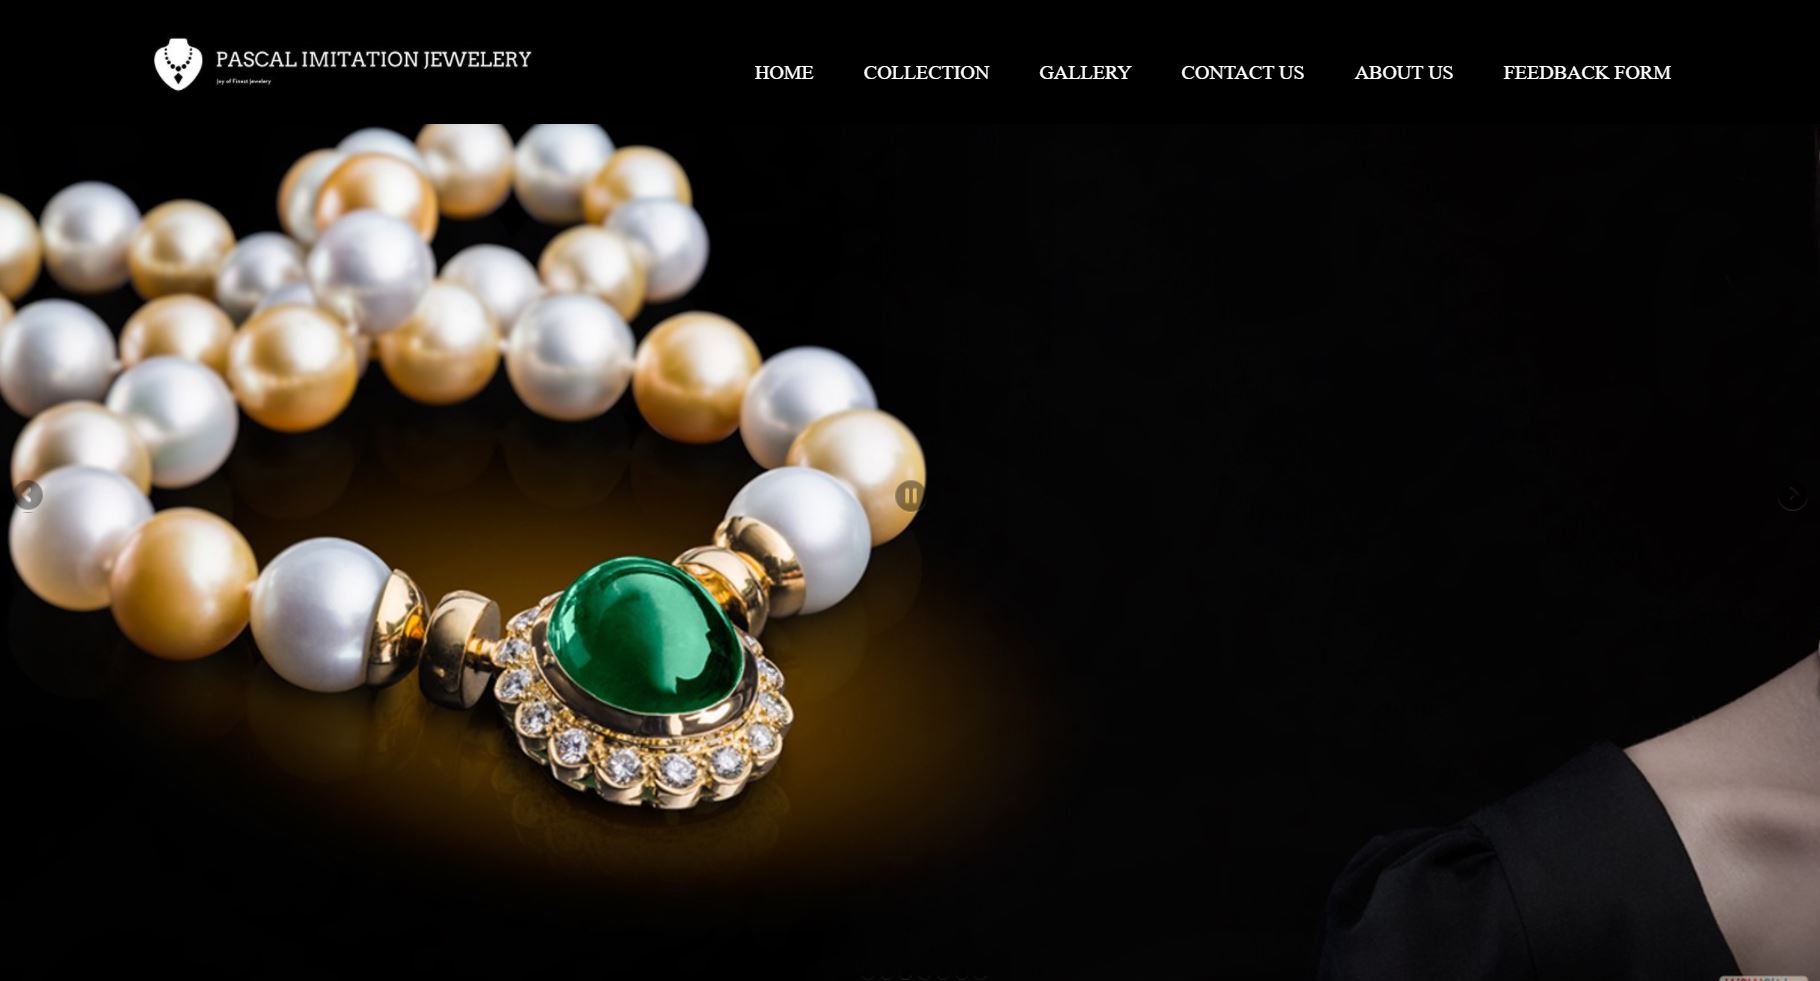 PASCAL IMITATION JEWELERY
Joy of Finest Jewelery
HOME
COLLECTION
GALLERY
CONTACT US
ABOUT US
FEEDBACK FORM